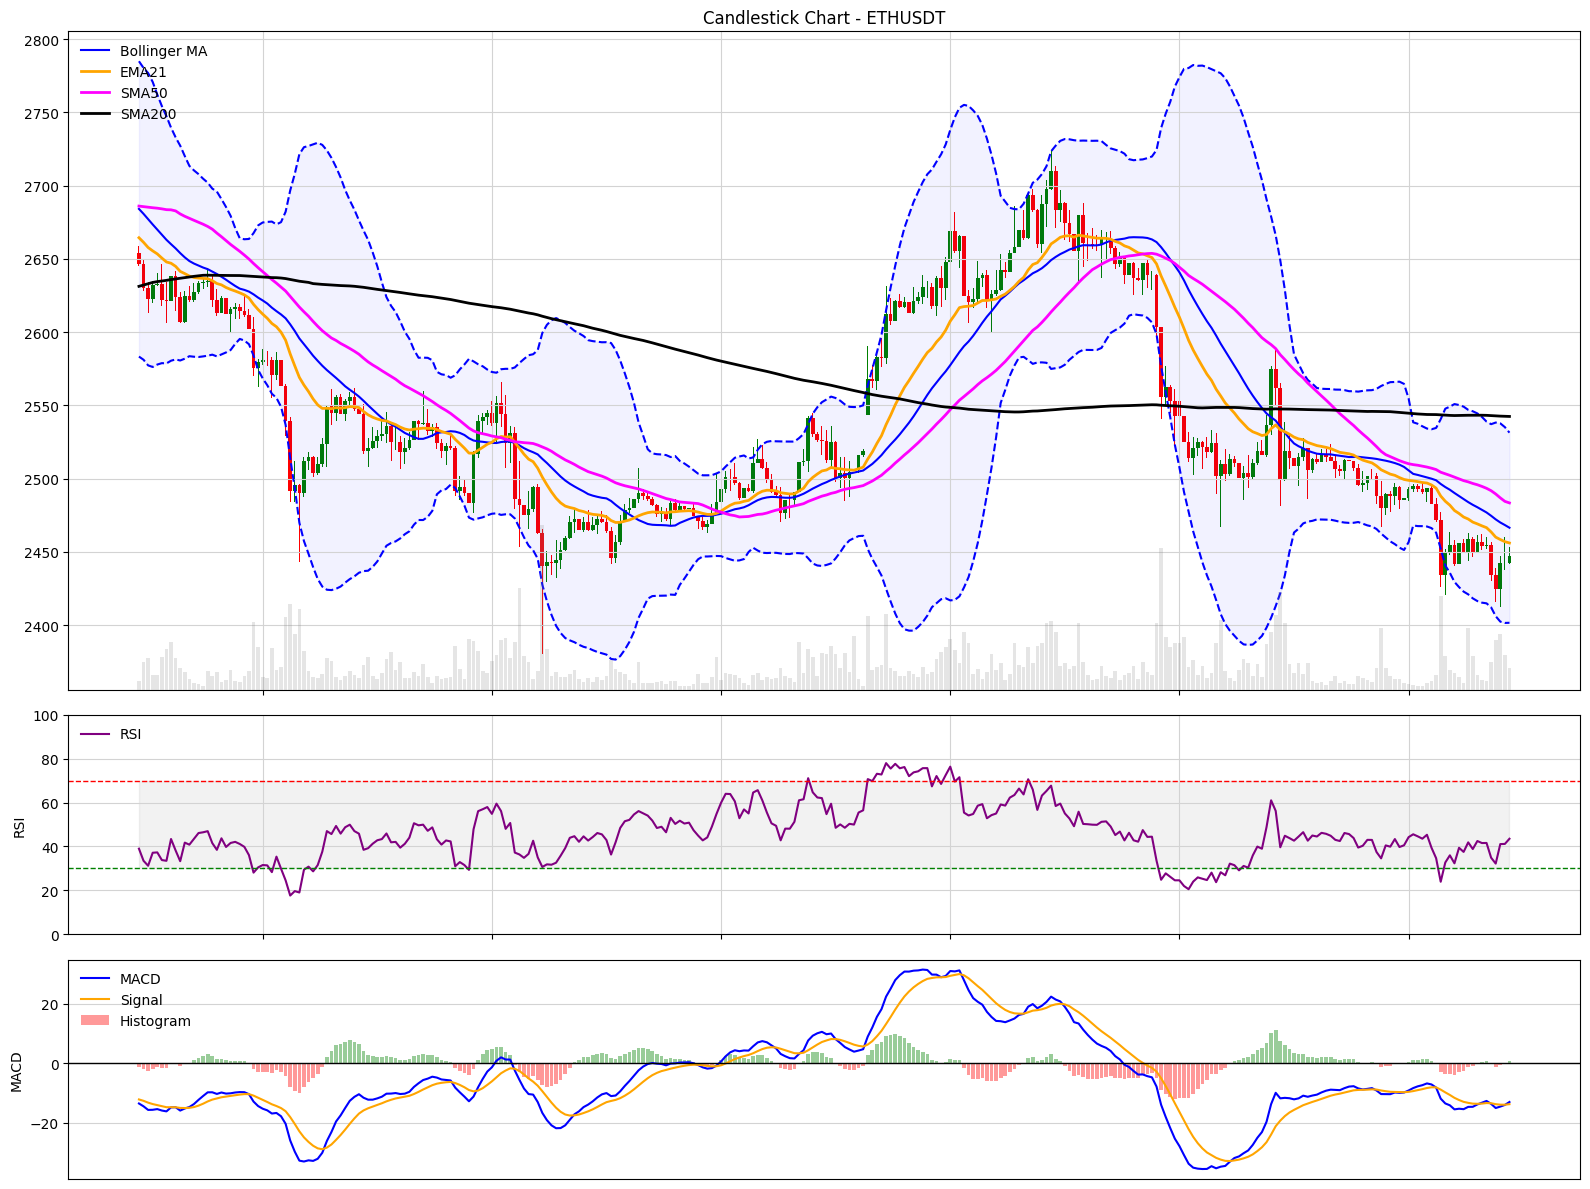 Candlestick Chart - ETHUSDT
2800
2750
2700
2650
2600
2550
2500
2450
2400
Bollinger MA
EMA21
SMA50
SMA200
RSI
100
80
60
40
20
0
RSI
MACD
20
0
−20
MACD
Signal
Histogram